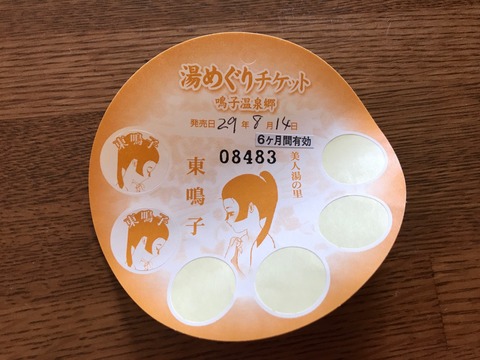 湯めぐりチケット
鳴子温泉郷
発売日 29 年 8 月 14 日
6ケ月間有効
08483
美人湯の里
東鳴子
東鳴子
東鳴子